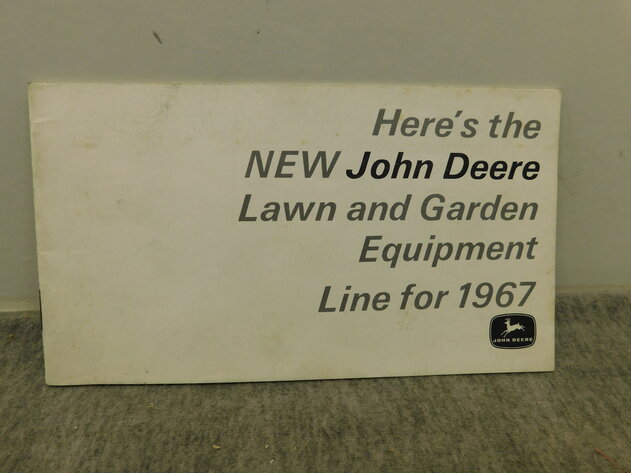 Here's the
NEW John Deere
Lawn and Garden
Equipment
Line for 1967
JOHN DEERE